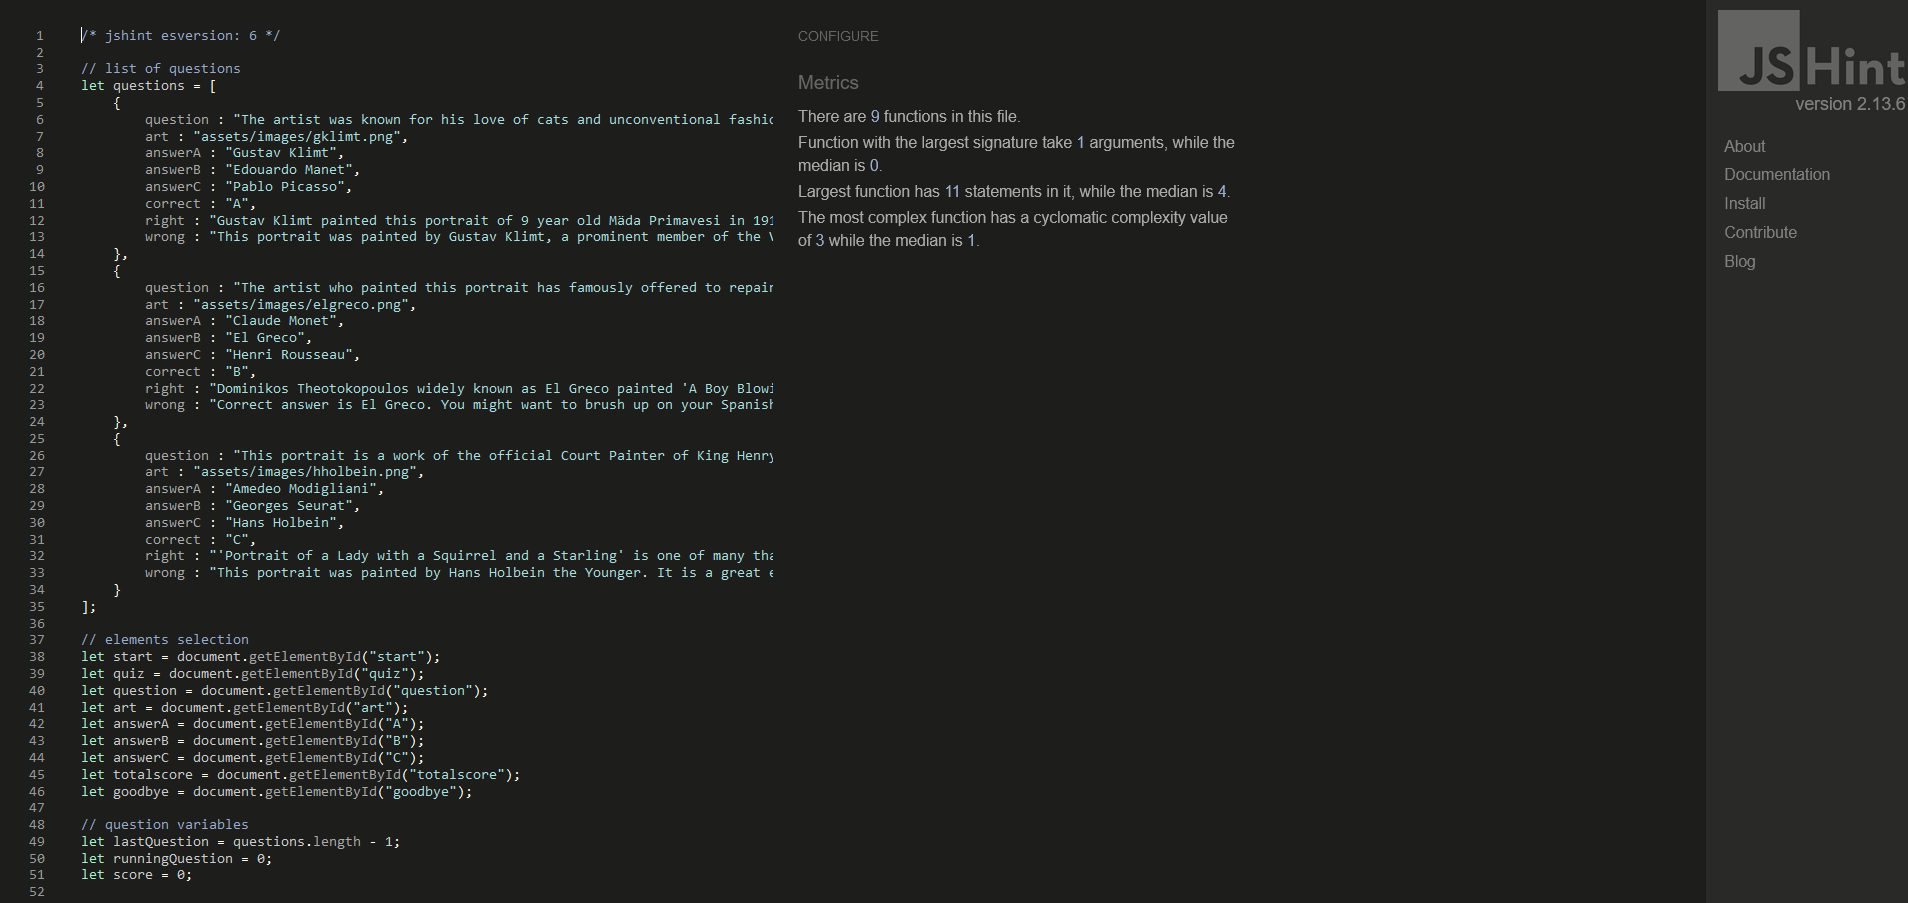 1 /* jshint esversion: 6 */
2
3 // list of questions
4 let questions = [
5 {
6 question : "The artist was known for his love of cats and unconventional fashic
7 art : "assets/images/gklimt.png",
8 answerA : "Gustav Klimt",
9 answerB : "Edouardo Manet",
10 answerC : "Pablo Picasso",
11 correct : "A",
12 right : "Gustav Klimt painted this portrait of 9 year old Mäda Primavesi in 191
13 wrong : "This portrait was painted by Gustav Klimt, a prominent member of the
14 },
15 {
16 question : "The artist who painted this portrait has famously offered to repair
17 art : "assets/images/elgreco.png",
18 answerA : "Claude Monet",
19 answerB : "El Greco",
20 answerC : "Henri Rousseau",
21 correct : "B",
22 right : "Dominikos Theotokopoulos widely known as El Greco painted 'A Boy Blowi
23 wrong : "Correct answer is El Greco. You might want to brush up on your Spanish
24 },
25 {
26 question : "This portrait is a work of the official Court Painter of King Henry
27 art : "assets/images/hholbein.png",
28 answerA : "Amedeo Modigliani",
29 answerB : "Georges Seurat",
30 answerC : "Hans Holbein",
31 correct : "C",
32 right : "'Portrait of a Lady with a Squirrel and a Starling' is one of many tha
33 wrong : "This portrait was painted by Hans Holbein the Younger. It is a great
34 }
35 ];
36
37 // elements selection
38 let start = document.getElementById("start");
39 let quiz = document.getElementById("quiz");
40 let question = document.getElementById("question");
41 let art = document.getElementById("art");
42 let answerA = document.getElementById("A");
43 let answerB = document.getElementById("B");
44 let answerC = document.getElementById("C");
45 let totalscore = document.getElementById("totalscore");
46 let goodbye = document.getElementById("goodbye");
47
48 // question variables
49 let lastQuestion = questions.length - 1;
50 let runningQuestion = 0;
51 let score = 0;
52
CONFIGURE
Metrics
There are 9 functions in this file.
Function with the largest signature take 1 arguments, while the
median is 0.
Largest function has 11 statements in it, while the median is 4.
The most complex function has a cyclomatic complexity value
of 3 while the median is 1.
JSHint
version 2.13.6
About
Documentation
Install
Contribute
Blog